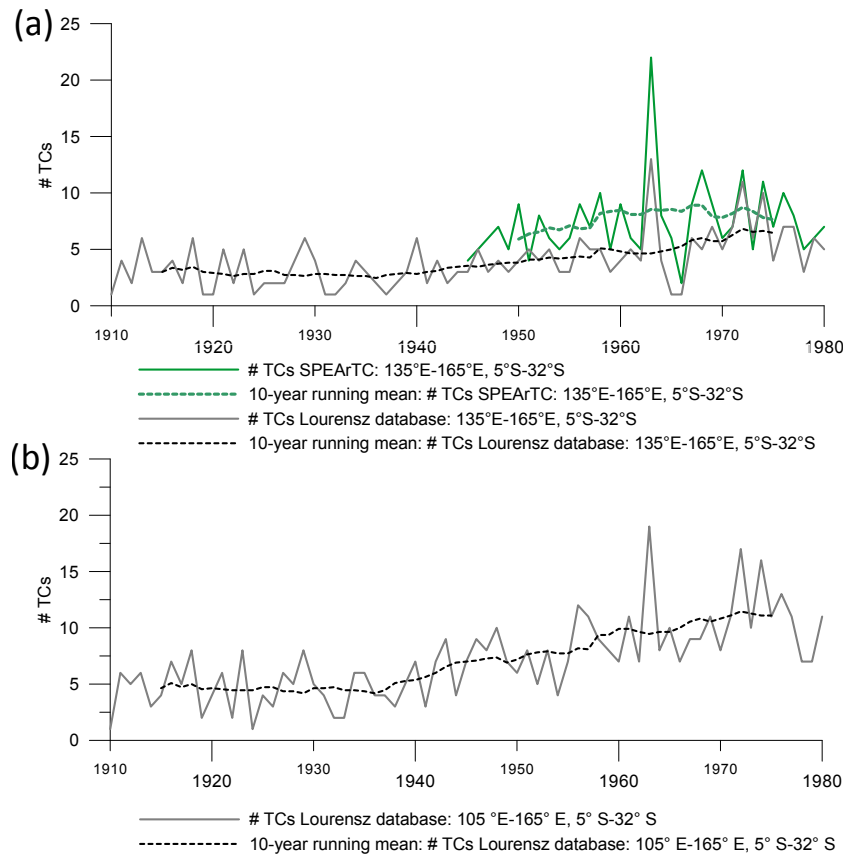 (a)
25
20
15
10
5
0
# TCs
1910
1920
1930
1940
1950
1960
1970
1980
# TCs SPEArTC: 135°E-165°E, 5°S-32°S
10-year running mean: # TCs SPEArTC: 135°E-165°E, 5°S-32°S
# TCs Lourensz database: 135°E-165°E, 5°S-32°S
10-year running mean: # TCs Lourensz database: 135°E-165°E, 5°S-32°S
(b)
25
20
15
10
5
0
# TCs
1910
1920
1930
1940
1950
1960
1970
1980
# TCs Lourensz database: 105 °E-165° E, 5° S-32° S
10-year running mean: # TCs Lourensz database: 105° E-165° E, 5° S-32° S